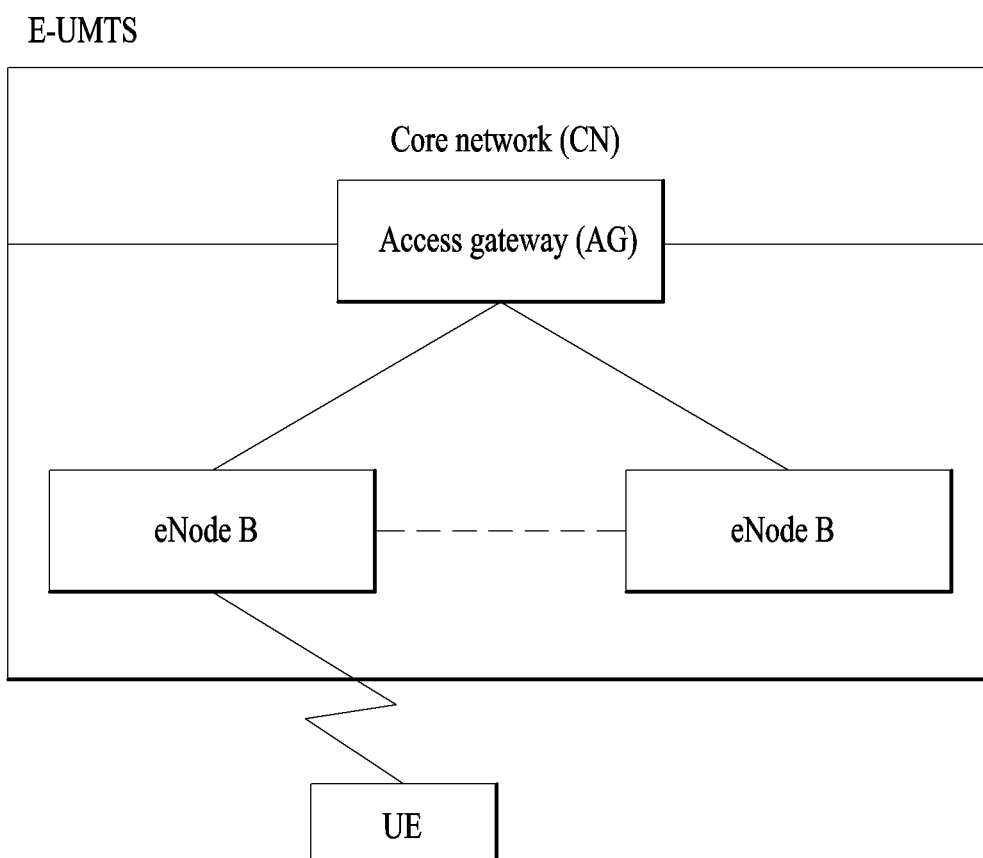 E-UMTS
Core network (CN)
Access gateway (AG)
eNode B
eNode B
UE